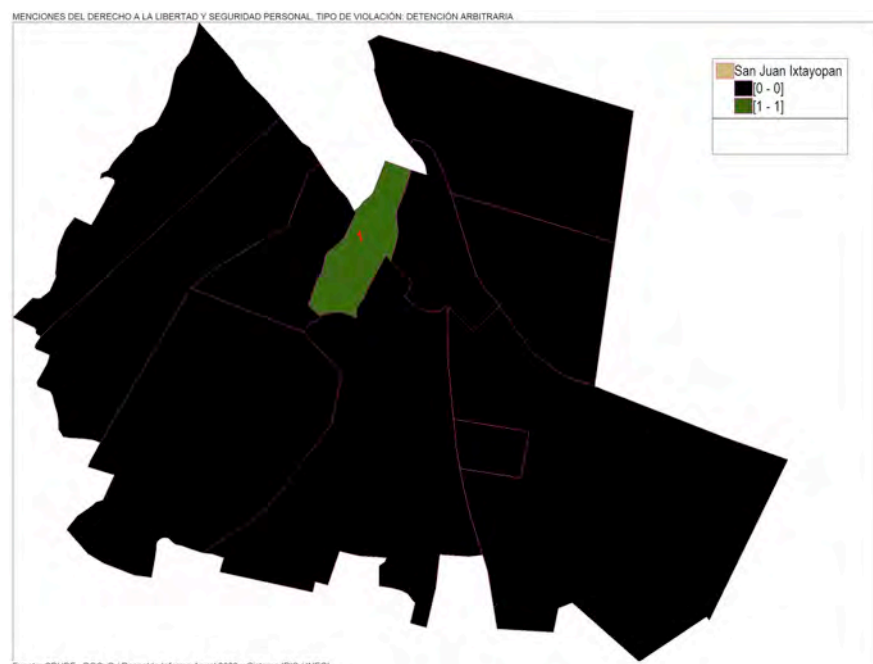 MENCIONES DEL DERECHO A LA LIBERTAD Y SEGURIDAD PERSONAL. TIPO DE VIOLACIÓN: DETENCIÓN ARBITRARIA
San Juan Ixtayopan
[0 - 0]
[1 - 1]